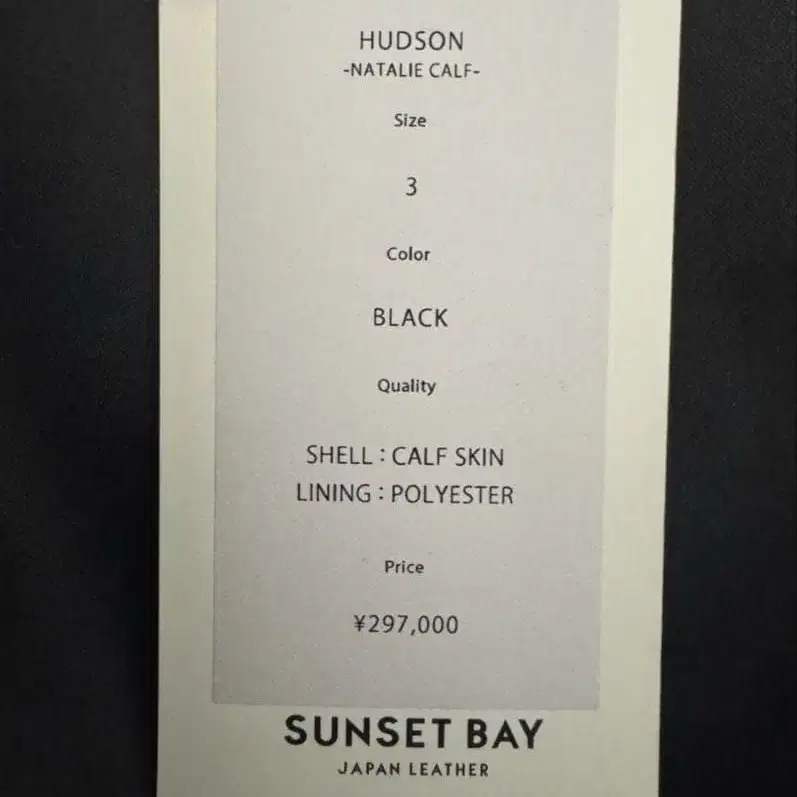 HUDSON
-NATALIE CALF-
Size
3
Color
BLACK
Quality
SHELL：CALF SKIN
LINING：POLYESTER
Price
¥297,000
SUNSET BAY
JAPAN LEATHER